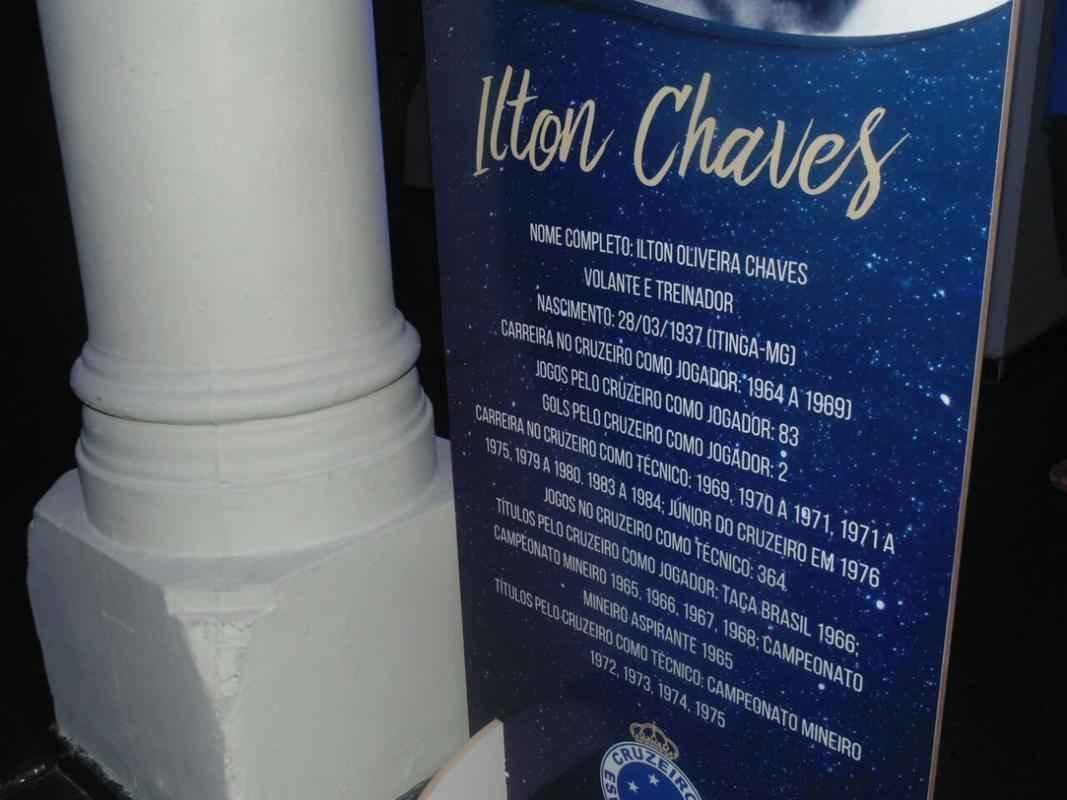 Ilton Chaves
NOME COMPLETO: ILTON OLIVEIRA CHAVES
VOLANTE E TREINADOR
NASCIMENTO: 28/03/1937 (ITINGA-MG)
CARREIRA NO CRUZEIRO COMO JOGADOR: 1964 A 1969)
JOGOS PELO CRUZEIRO COMO JOGADOR: 83
GOLS PELO CRUZEIRO COMO JOGADOR: 2
CARREIRA NO CRUZEIRO COMO TÉCNICO: 1969, 1970 A 1971, 1971 A
1975, 1979 A 1980, 1983 A 1984; JÚNIOR DO CRUZEIRO EM 1976
JOGOS NO CRUZEIRO COMO TÉCNICO: 364
TÍTULOS PELO CRUZEIRO COMO JOGADOR: TAÇA BRASIL 1966;
CAMPEONATO MINEIRO 1965, 1966, 1967, 1968; CAMPEONATO
MINEIRO ASPIRANTE 1965
TÍTULOS PELO CRUZEIRO COMO TÉCNICO: CAMPEONATO MINEIRO
1972, 1973, 1974, 1975
CRUZEIRO
ES